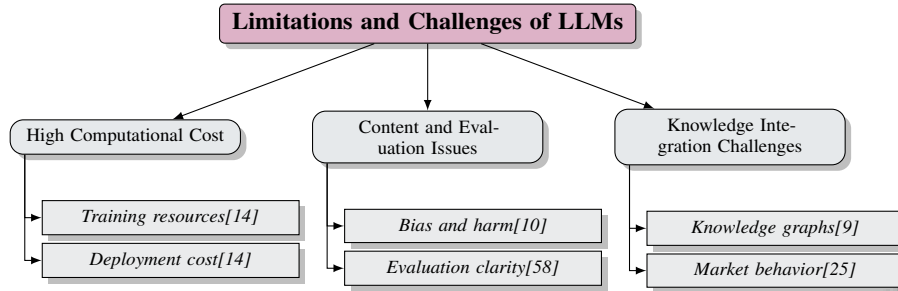 Limitations and Challenges of LLMs
High Computational Cost
Training resources[14]
Deployment cost[14]
Content and Eval-
uation Issues
Bias and harm[10]
Evaluation clarity[58]
Knowledge Inte-
gration Challenges
Knowledge graphs[9]
Market behavior[25]